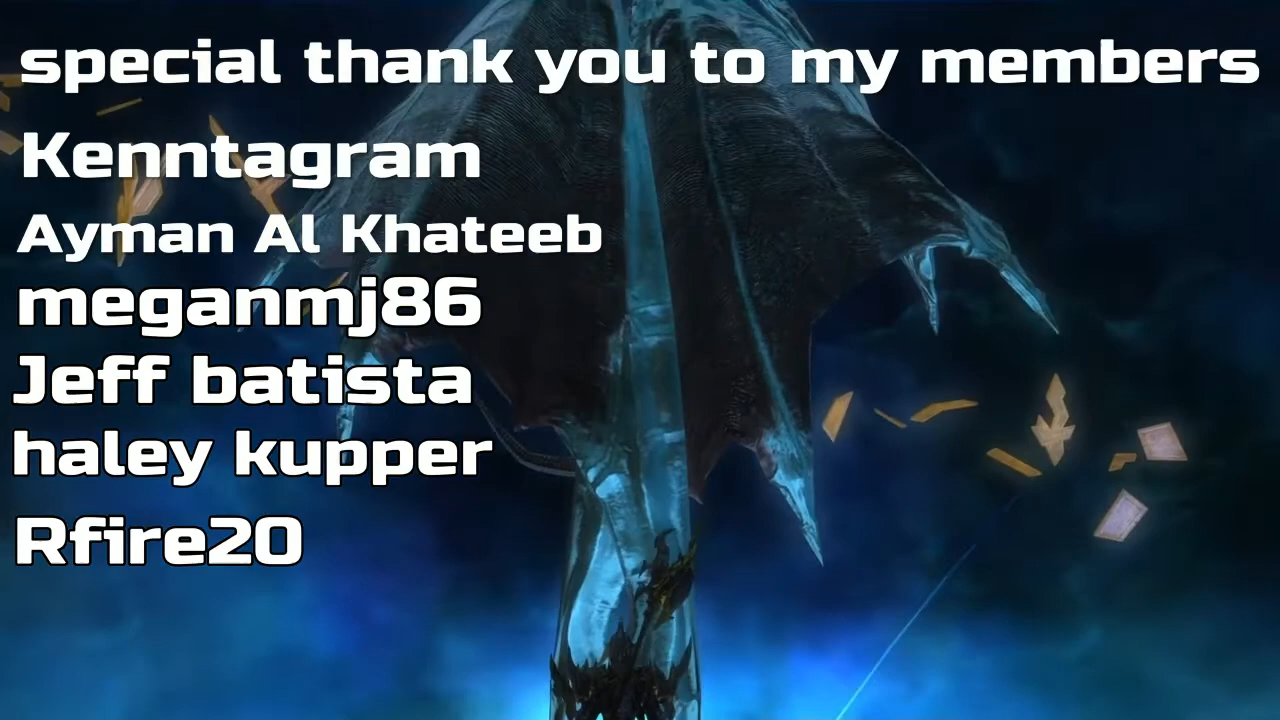 special thank you to my members
Kenntagram
Ayman Al Khateeb
meganmj86
Jeff batista
haley kupper
Rfire20